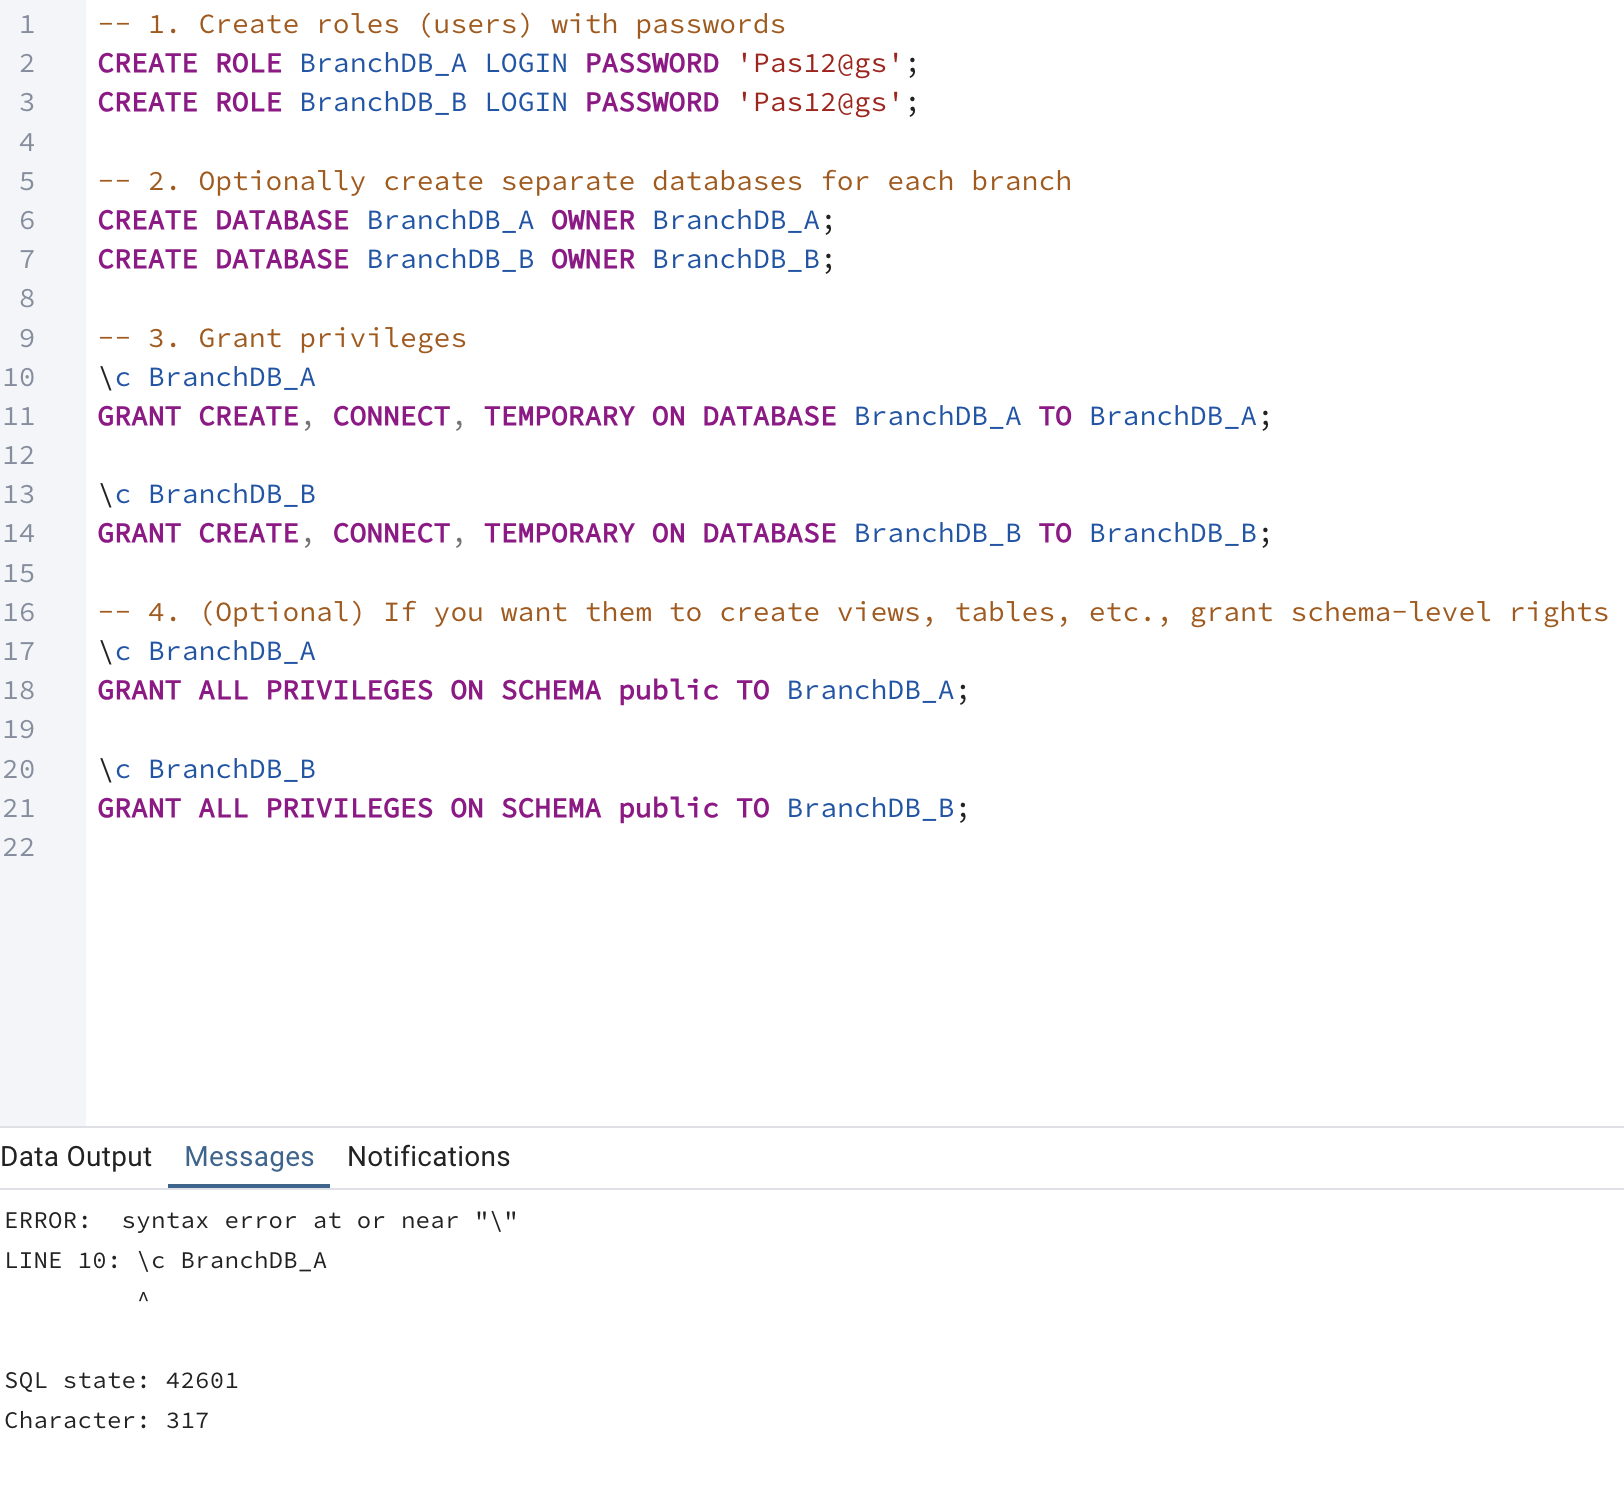 1 -- 1. Create roles (users) with passwords
2 CREATE ROLE BranchDB_A LOGIN PASSWORD 'Pas12@gs';
3 CREATE ROLE BranchDB_B LOGIN PASSWORD 'Pas12@gs';
4
5 -- 2. Optionally create separate databases for each branch
6 CREATE DATABASE BranchDB_A OWNER BranchDB_A;
7 CREATE DATABASE BranchDB_B OWNER BranchDB_B;
8
9 -- 3. Grant privileges
10 \c BranchDB_A
11 GRANT CREATE, CONNECT, TEMPORARY ON DATABASE BranchDB_A TO BranchDB_A;
12
13 \c BranchDB_B
14 GRANT CREATE, CONNECT, TEMPORARY ON DATABASE BranchDB_B TO BranchDB_B;
15
16 -- 4. (Optional) If you want them to create views, tables, etc., grant schema-level rights
17 \c BranchDB_A
18 GRANT ALL PRIVILEGES ON SCHEMA public TO BranchDB_A;
19
20 \c BranchDB_B
21 GRANT ALL PRIVILEGES ON SCHEMA public TO BranchDB_B;
22
Data Output Messages Notifications
ERROR:  syntax error at or near "\"
LINE 10: \c BranchDB_A
^
SQL state: 42601
Character: 317